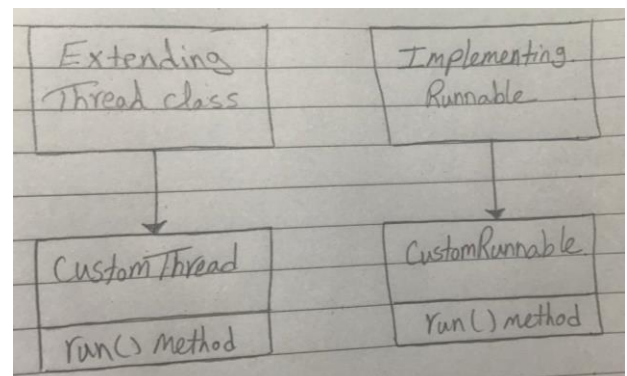 Extending
Thread class
Implementing
Runnable
CustomThread
run() method
CustomRunnable
run() method